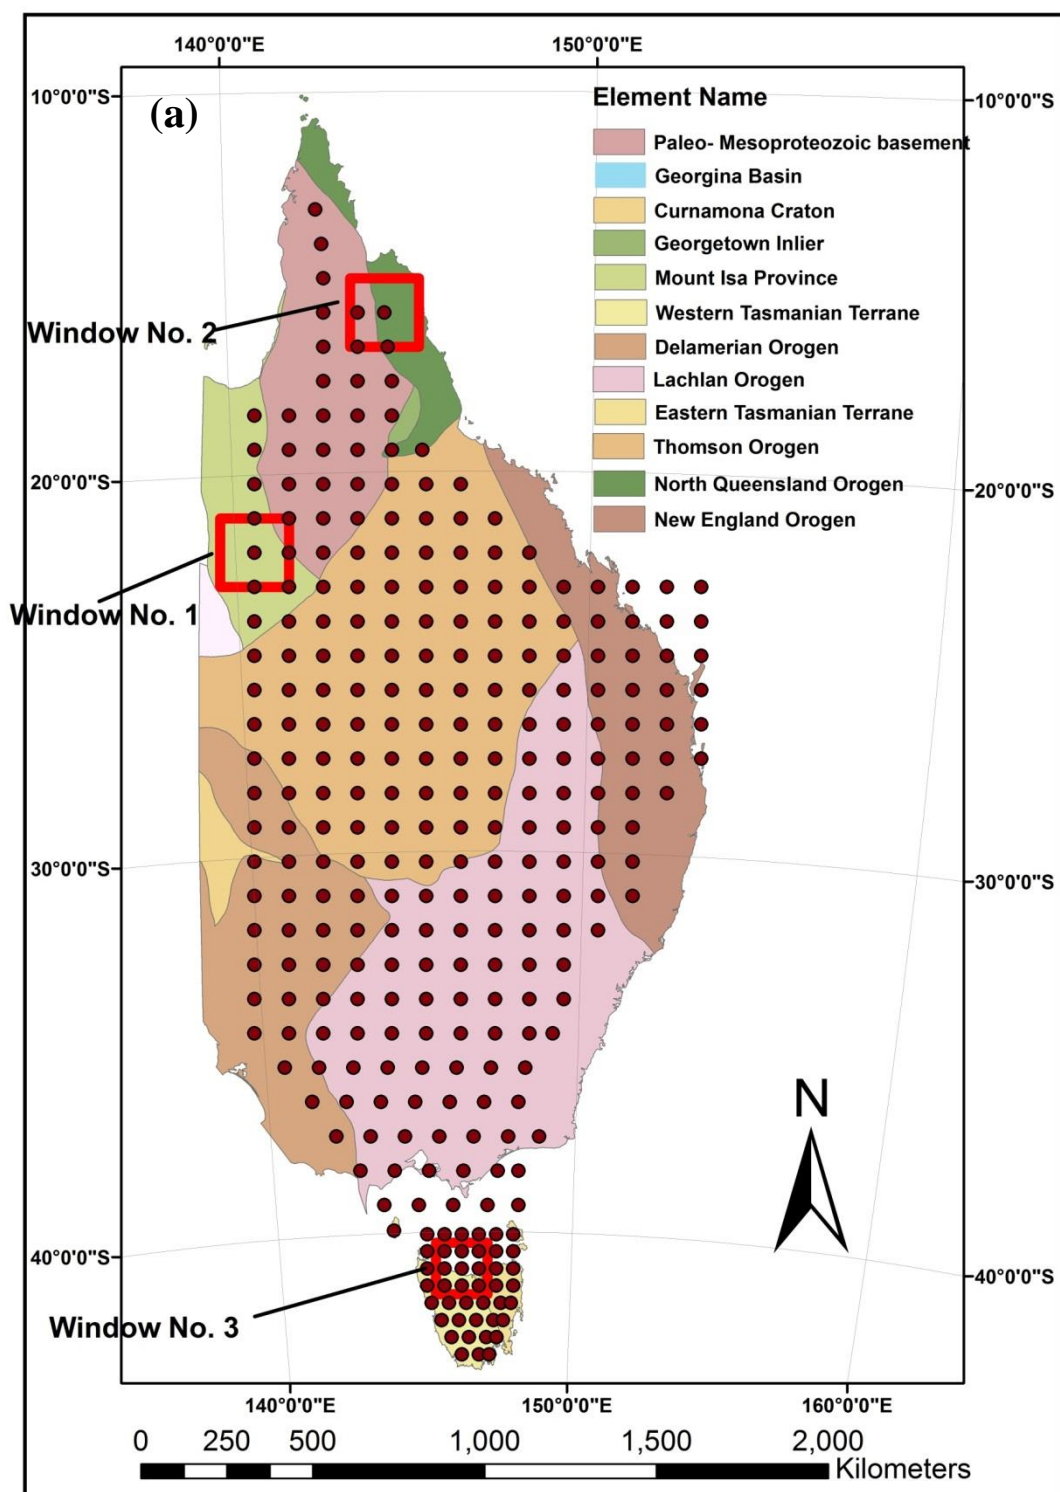 140°0'0"E
150°0'0"E
10°0'0"S
(a)
Element Name
10°0'0"S
Paleo- Mesoproteozoic basement
Georgina Basin
Curnamona Craton
Georgetown Inlier
Mount Isa Province
Western Tasmanian Terrane
Delamerian Orogen
Lachlan Orogen
Eastern Tasmanian Terrane
Thomson Orogen
North Queensland Orogen
New England Orogen
Window No. 2
20°0'0"S
20°0'0"S
Window No. 1
30°0'0"S
30°0'0"S
N
40°0'0"S
40°0'0"S
Window No. 3
140°0'0"E
150°0'0"E
160°0'0"E
0 250 500 1,000 1,500 2,000
Kilometers